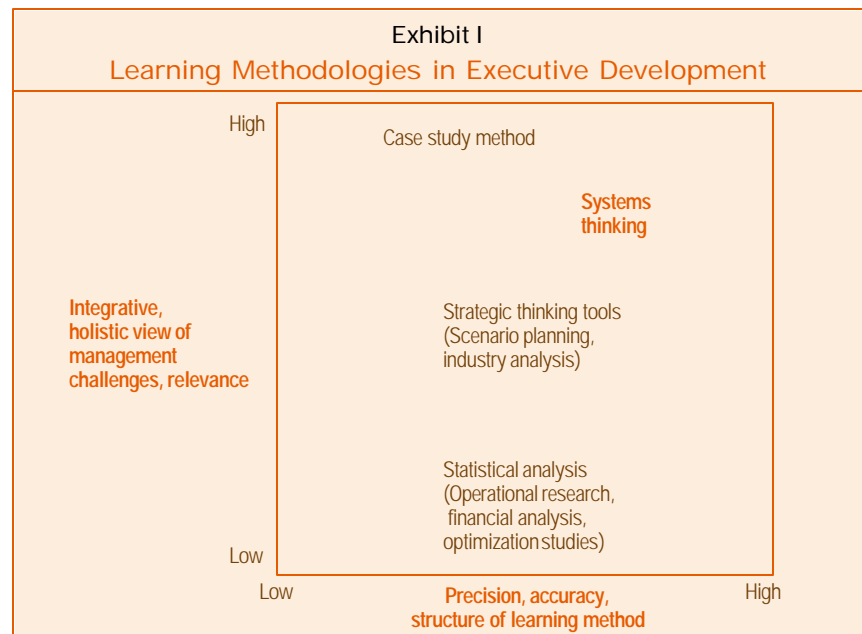 Exhibit I
Learning Methodologies in Executive Development
High
Case study method
Systems
thinking
Integrative,
holistic view of
management
challenges, relevance
Strategic thinking tools
(Scenario planning,
industry analysis)
Statistical analysis
(Operational research,
financial analysis,
optimization studies)
Low
Low
Precision, accuracy,
structure of learning method
High